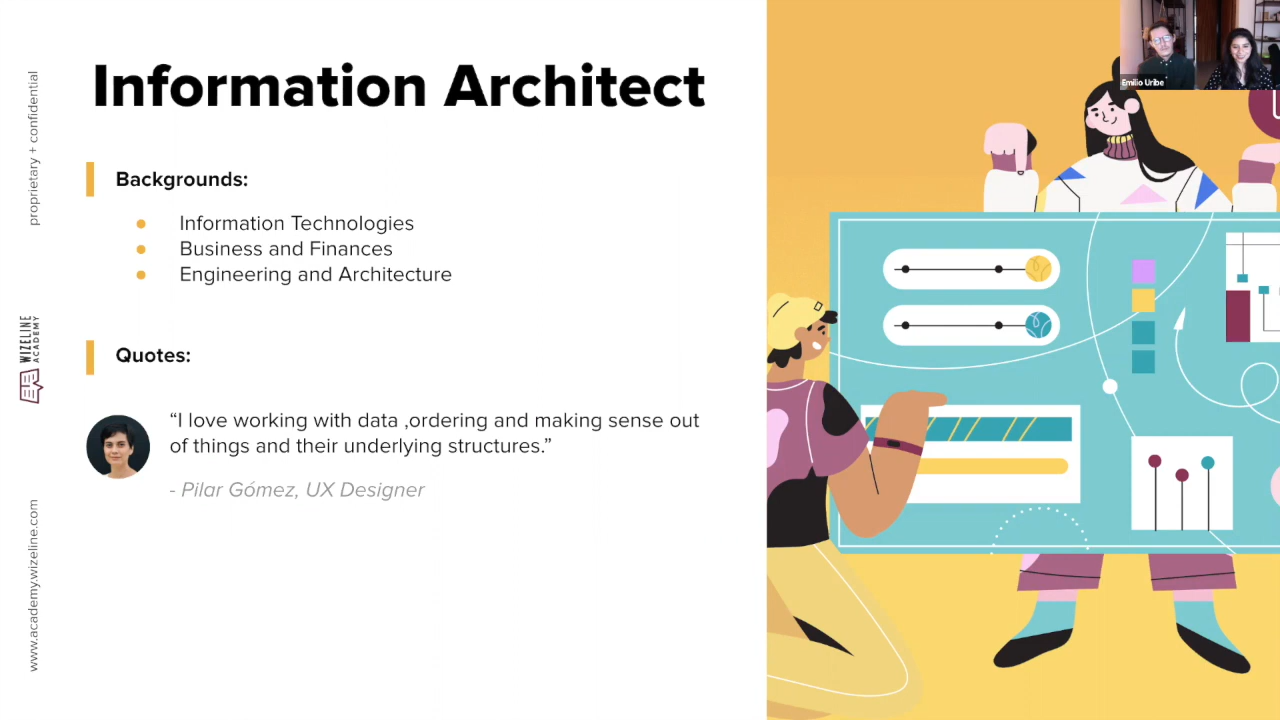 Information Architect
Backgrounds:
● Information Technologies
● Business and Finances
● Engineering and Architecture
Quotes:
“I love working with data ,ordering and making sense out
of things and their underlying structures.”
- Pilar Gómez, UX Designer
proprietary + confidential
WIZELINE
ACADEMY
www.academy.wizeline.com
Emilio Uribe